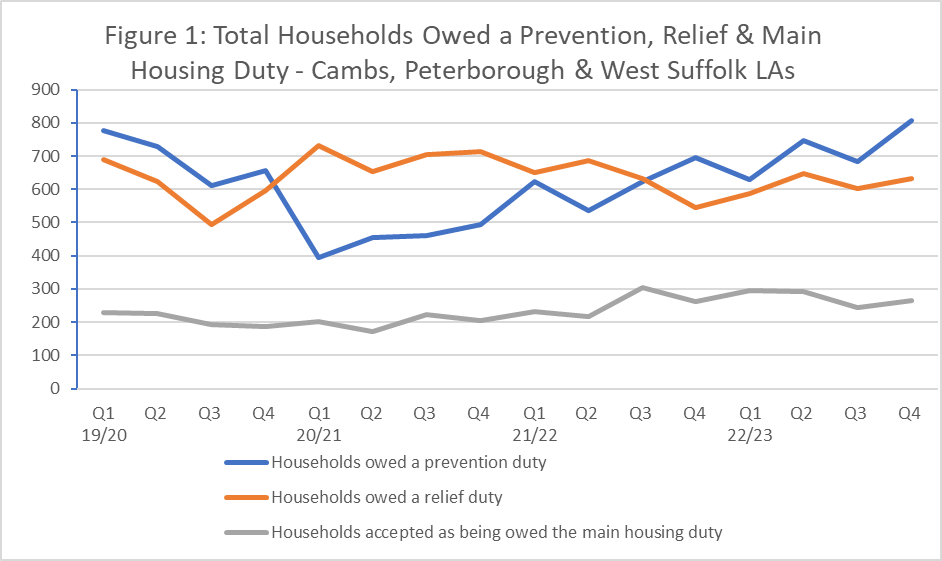 Figure 1: Total Households Owed a Prevention, Relief & Main
Housing Duty - Cambs, Peterborough & West Suffolk LAs
900
800
700
600
500
400
300
200
100
0
Q1 Q2 Q3 Q4 Q1 Q2 Q3 Q4 Q1 Q2 Q3 Q4 Q1 Q2 Q3 Q4
19/20 20/21 21/22 22/23
Households owed a prevention duty
Households owed a relief duty
Households accepted as being owed the main housing duty